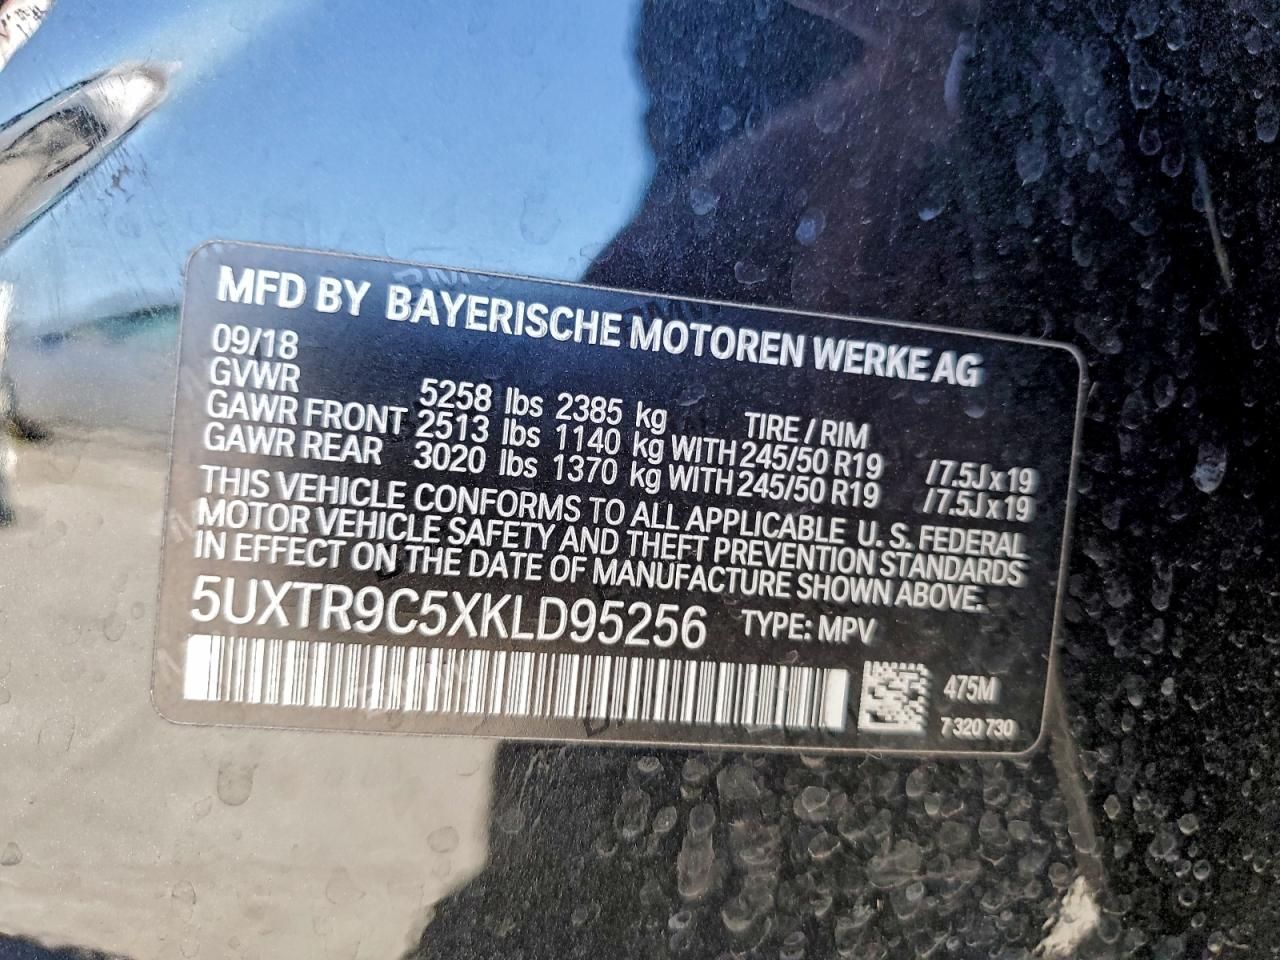 MFD BY BAYERISCHE MOTOREN WERKE AG
09/18
GVWR 5258 lbs 2385 kg TIRE / RIM
GAWR FRONT 2513 lbs 1140 kg WITH 245/50 R19 /7.5J x 19
GAWR REAR 3020 lbs 1370 kg WITH 245/50 R19 /7.5J x 19
THIS VEHICLE CONFORMS TO ALL APPLICABLE U. S. FEDERAL
MOTOR VEHICLE SAFETY AND THEFT PREVENTION STANDARDS
IN EFFECT ON THE DATE OF MANUFACTURE SHOWN ABOVE.
5UXTR9C5XKLD95256 TYPE: MPV
475M
7 320 730